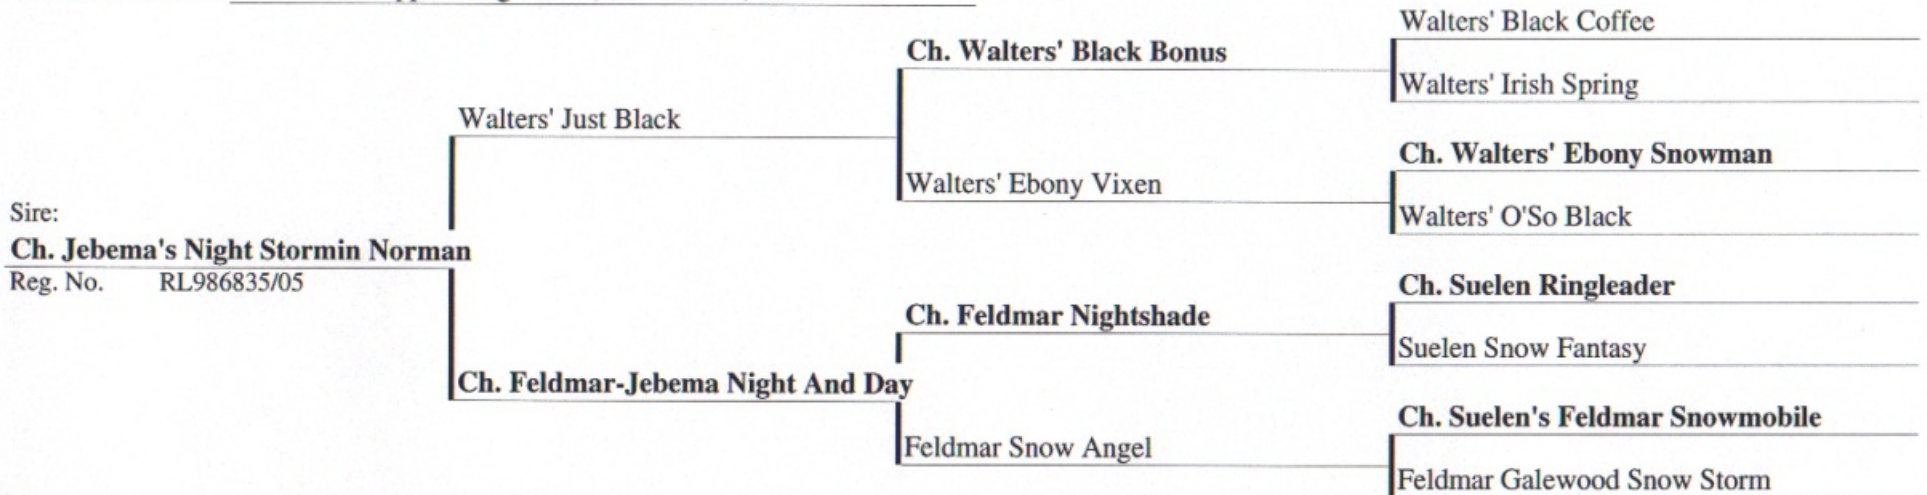 Walters' Black Coffee
Ch. Walters' Black Bonus
Walters' Irish Spring
Walters' Just Black
Ch. Walters' Ebony Snowman
Walters' Ebony Vixen
Walters' O'So Black
Sire:
Ch. Jebema's Night Stormin Norman
Reg. No. RL986835/05
Ch. Suelen Ringleader
Ch. Feldmar Nightshade
Suelen Snow Fantasy
Ch. Feldmar-Jebema Night And Day
Ch. Suelen's Feldmar Snowmobile
Feldmar Snow Angel
Feldmar Galewood Snow Storm